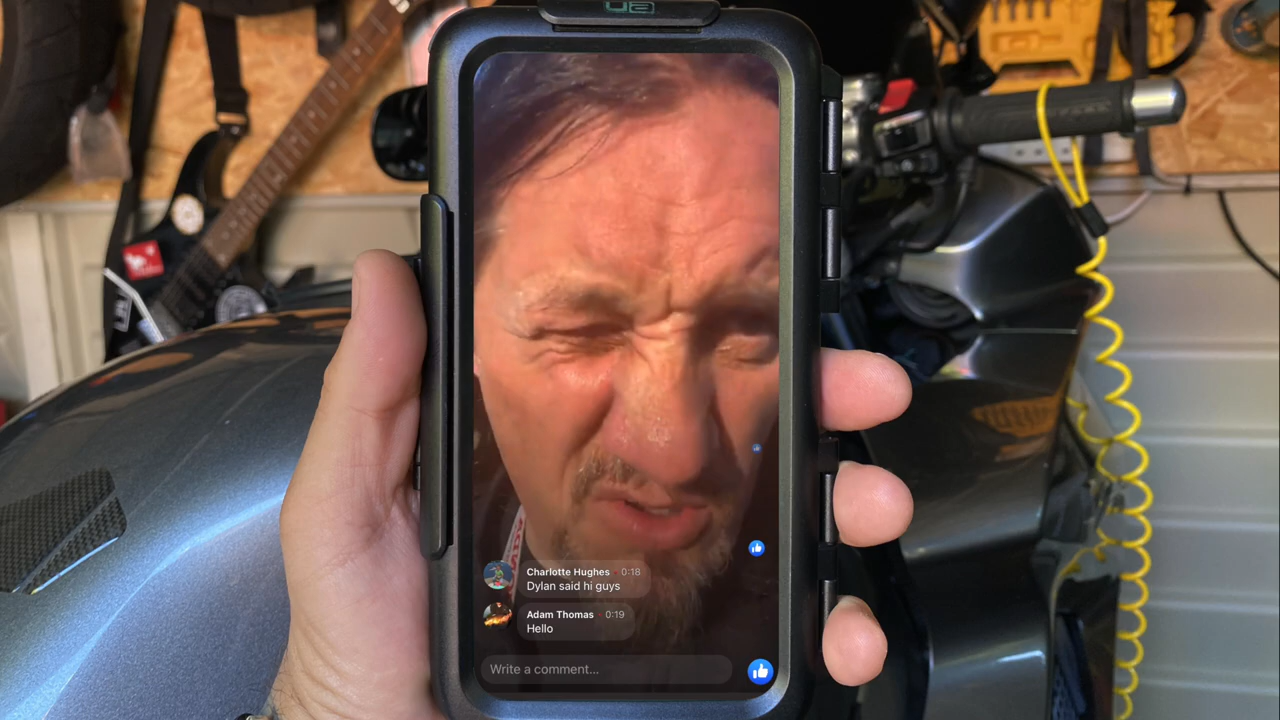 Charlotte Hughes · 0:18
Dylan said hi guys
Adam Thomas · 0:19
Hello
Write a comment...